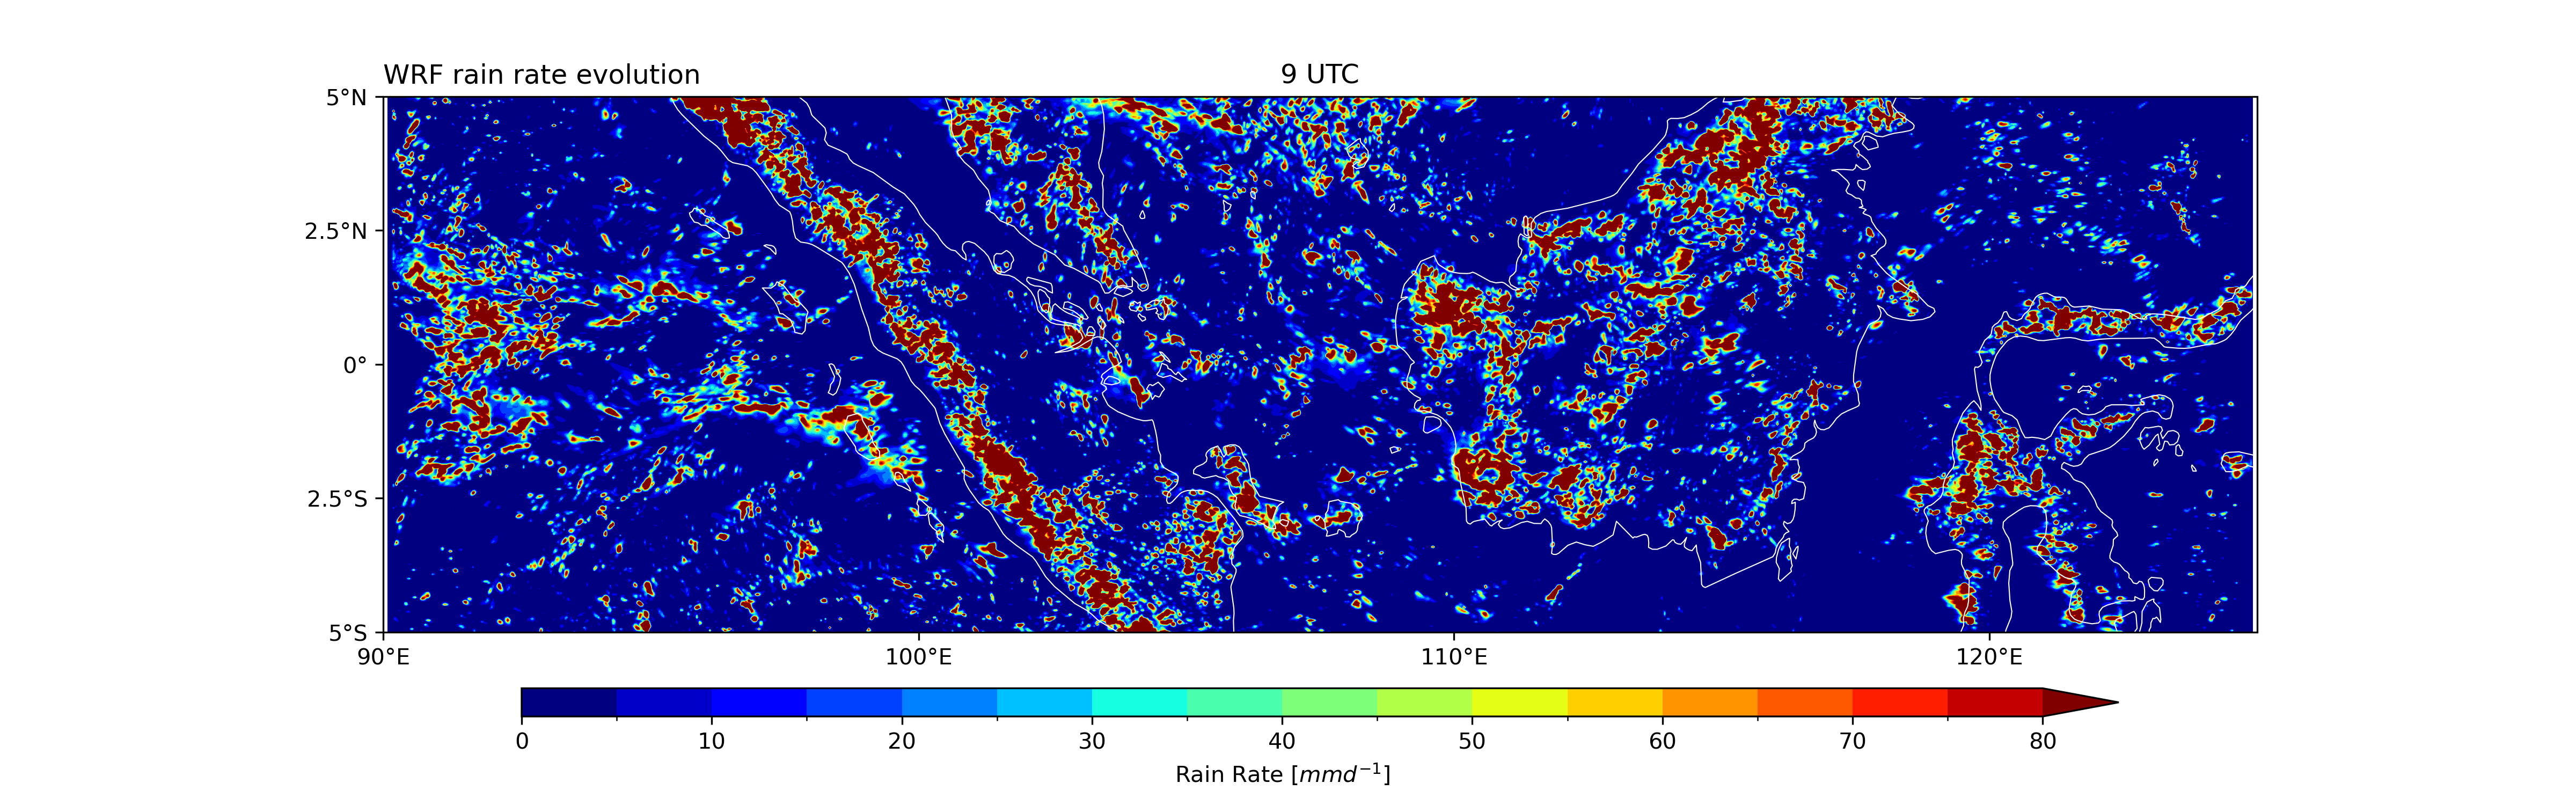 WRF rain rate evolution
9 UTC
5°N
2.5°N
0°
2.5°S
5°S
90°E
100°E
110°E
120°E
0
10
20
30
40
50
60
70
80
Rain Rate [mmd⁻¹]